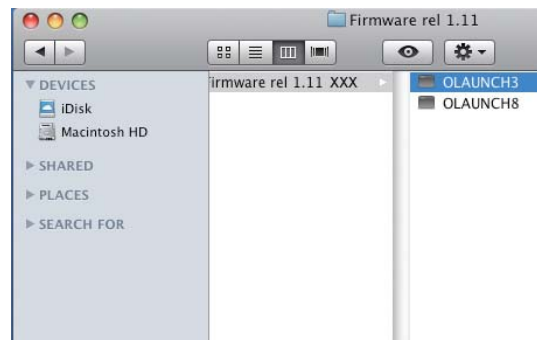 Firmware rel 1.11
DEVICES
iDisk
Macintosh HD
SHARED
PLACES
SEARCH FOR
irmware rel 1.11 XXX
OLAUNCH3
OLAUNCH8